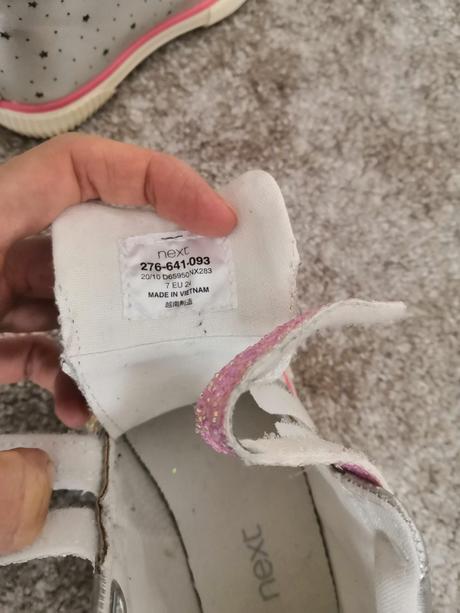 next
276-641-093
20/10 D65950 NX283
7 EU 24
MADE IN VIETNAM
越南制造
next